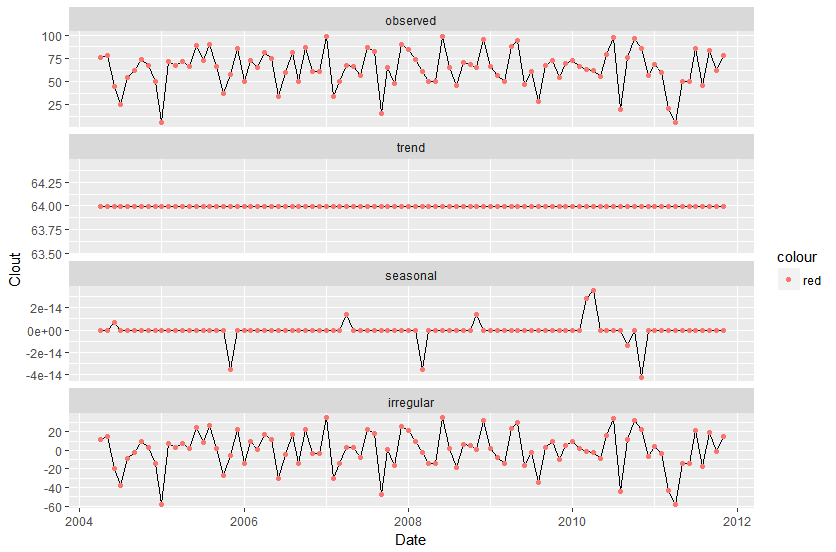 observed
100
75
50
25
trend
64.25
64.00
63.75
63.50
seasonal
2e-14
0e+00
-2e-14
-4e-14
irregular
20
0
-20
-40
-60
2004
2006
2008
2010
2012
Date
Clout
colour
red